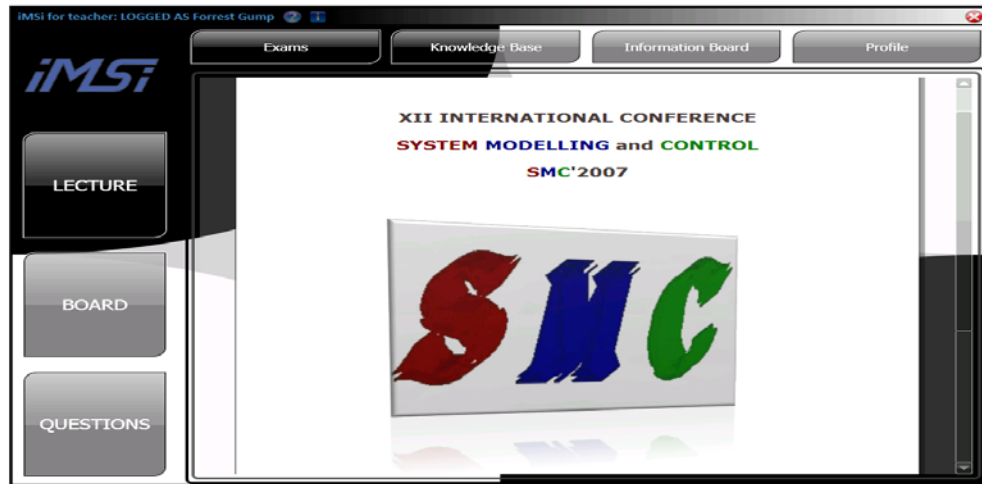 iMSi for teacher: LOGGED AS Forrest Gump
iMSi
Exams
Knowledge Base
Information Board
Profile
LECTURE
BOARD
QUESTIONS
XII INTERNATIONAL CONFERENCE
SYSTEM MODELLING and CONTROL
SMC'2007
SMC